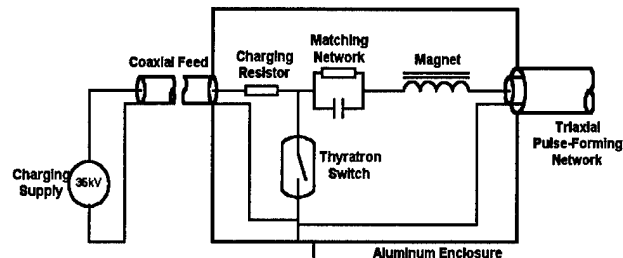 Coaxial Feed
Charging
Resistor
Matching
Network
Magnet
Triaxial
Pulse-Forming
Network
Thyratron
Switch
Charging
Supply
35kV
Aluminum Enclosure